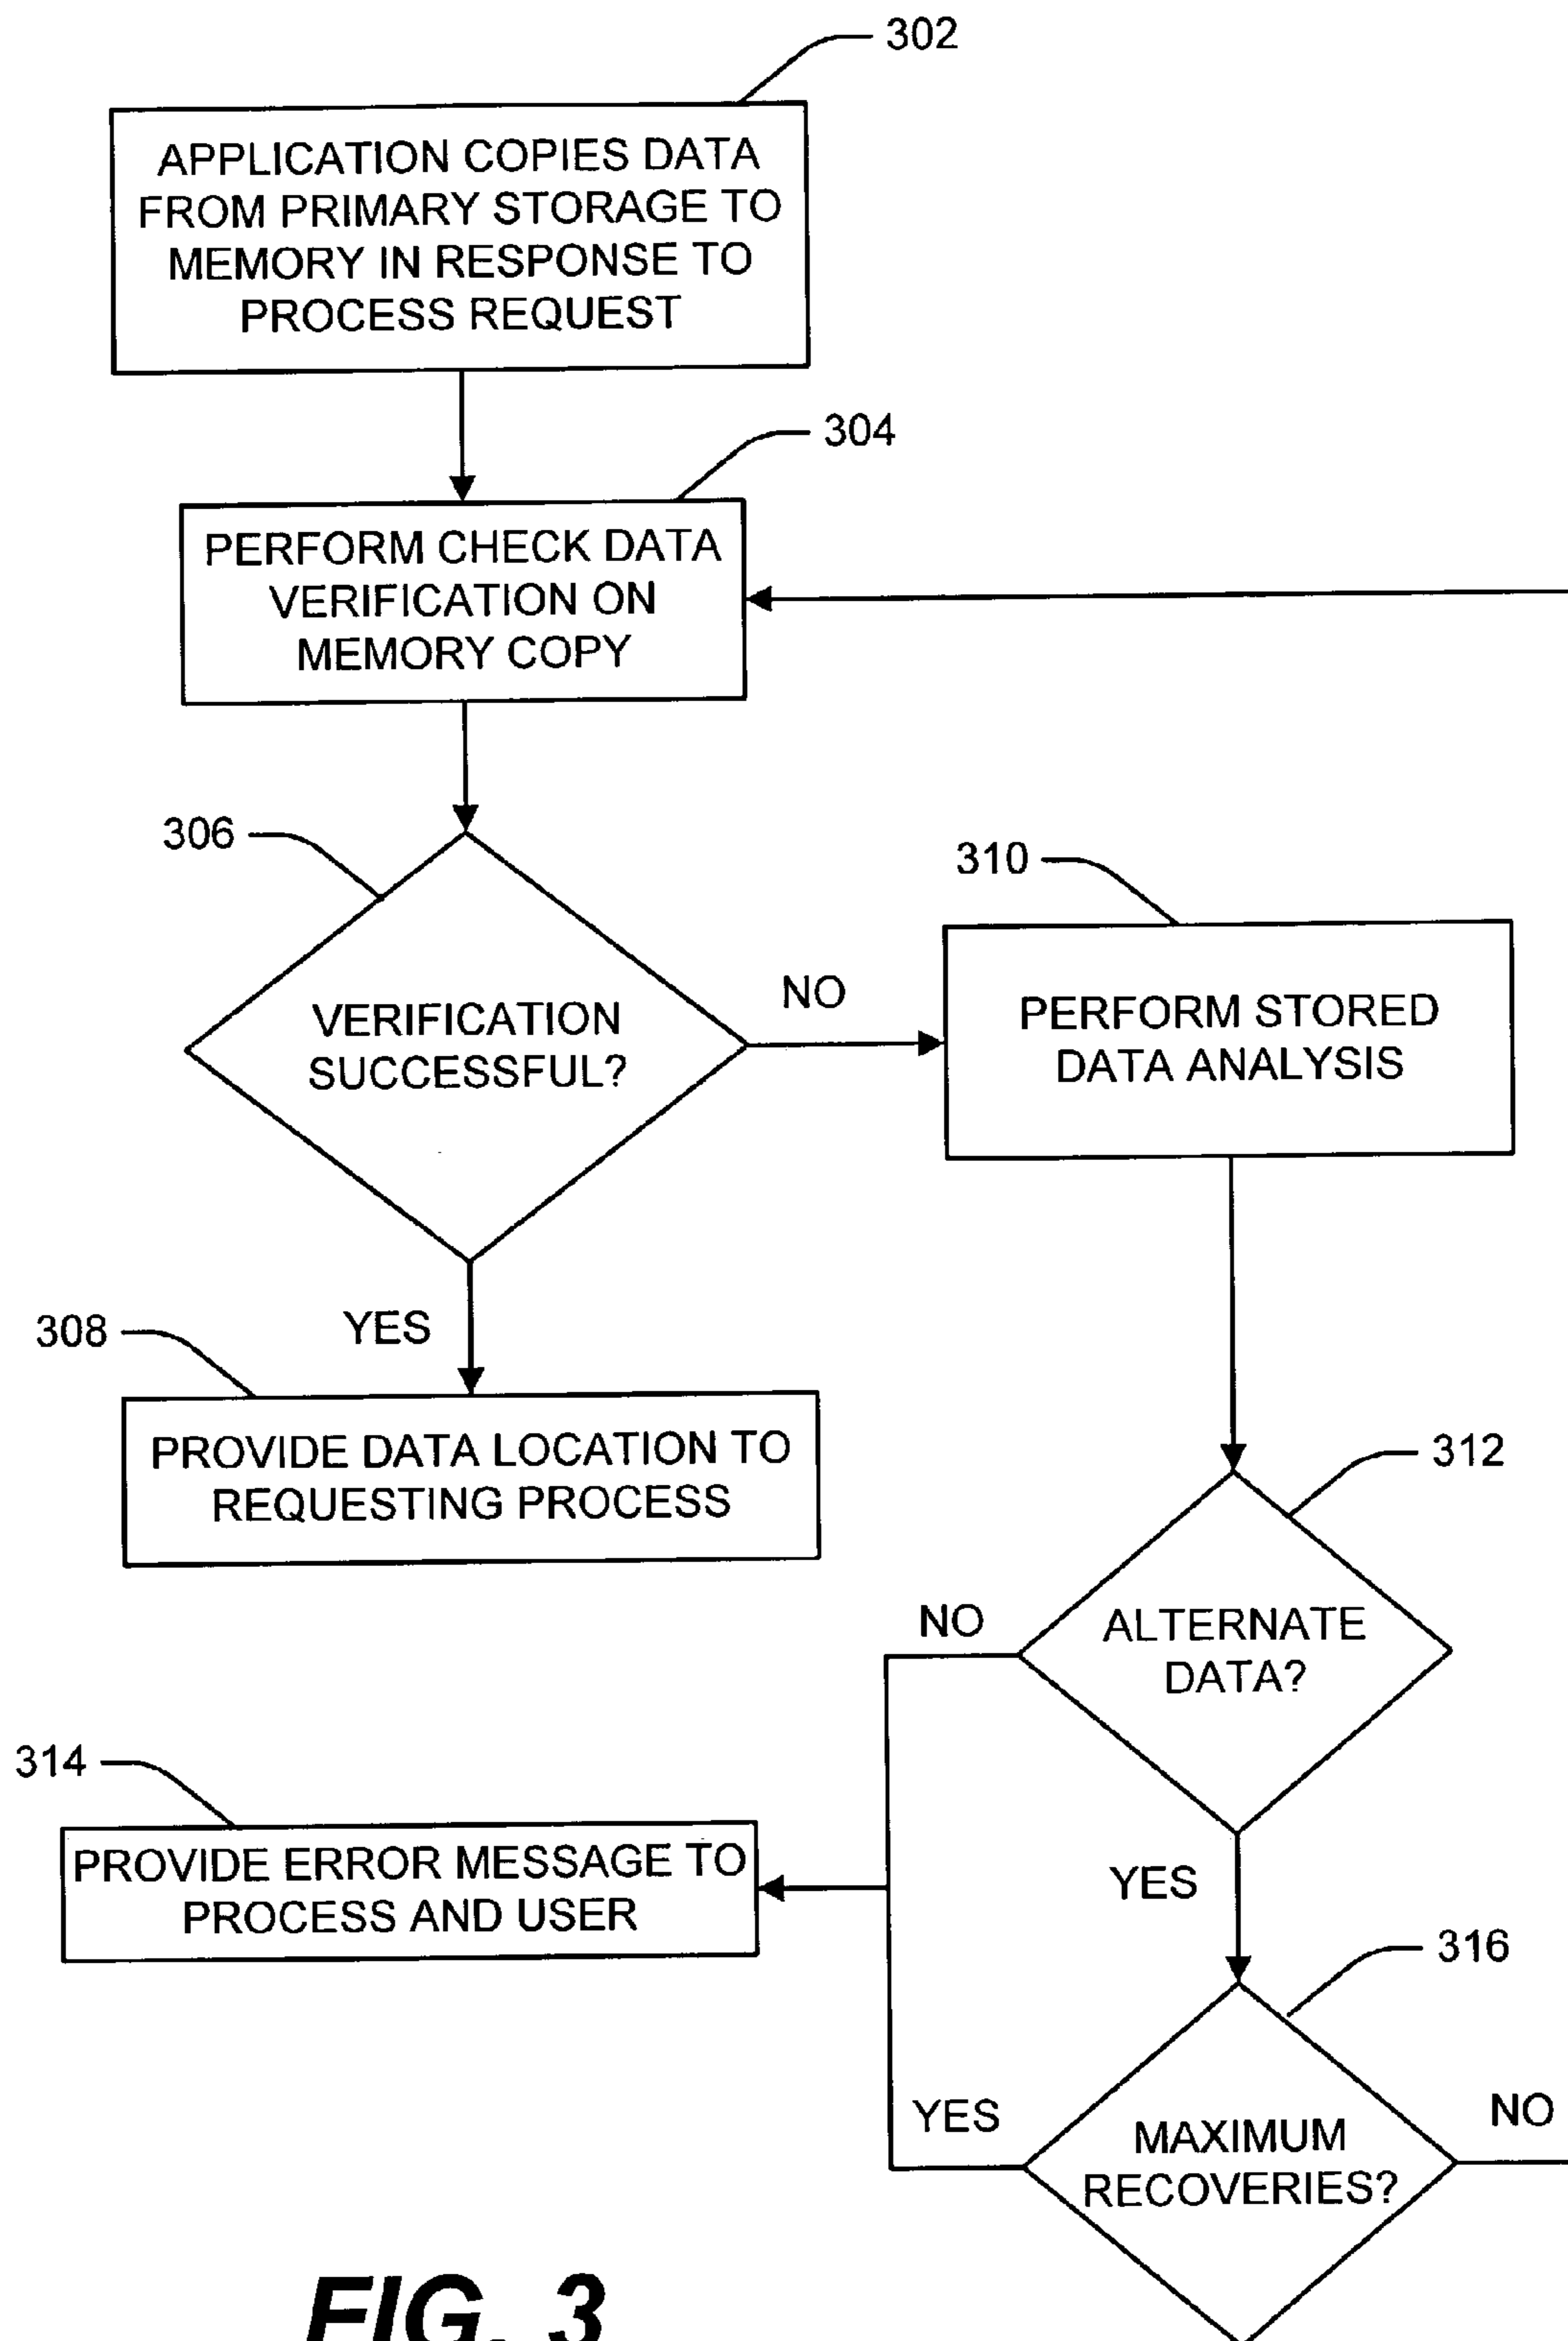 302
APPLICATION COPIES DATA
FROM PRIMARY STORAGE TO
MEMORY IN RESPONSE TO
PROCESS REQUEST
304
PERFORM CHECK DATA
VERIFICATION ON
MEMORY COPY
306
VERIFICATION
SUCCESSFUL?
NO
310
PERFORM STORED
DATA ANALYSIS
YES
308
PROVIDE DATA LOCATION TO
REQUESTING PROCESS
312
ALTERNATE
DATA?
NO
314
PROVIDE ERROR MESSAGE TO
PROCESS AND USER
YES
316
MAXIMUM
RECOVERIES?
YES
NO
FIG. 3